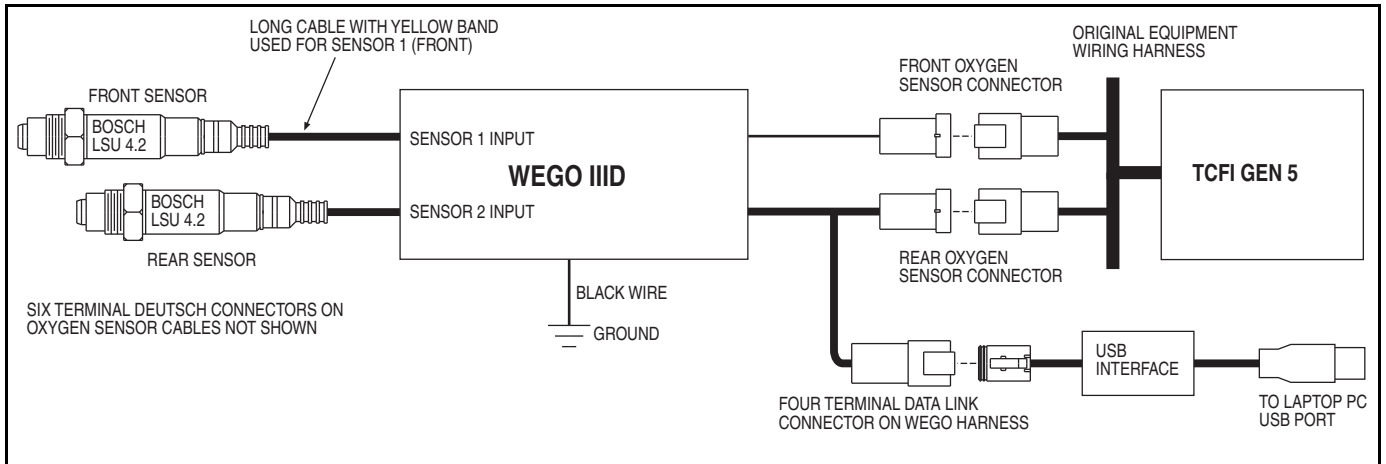 LONG CABLE WITH YELLOW BAND
USED FOR SENSOR 1 (FRONT)
FRONT SENSOR
BOSCH
LSU 4.2
SENSOR 1 INPUT
WEGO IIID
BOSCH
LSU 4.2
SENSOR 2 INPUT
REAR SENSOR
SIX TERMINAL DEUTSCH CONNECTORS ON
OXYGEN SENSOR CABLES NOT SHOWN
BLACK WIRE
GROUND
FRONT OXYGEN
SENSOR CONNECTOR
ORIGINAL EQUIPMENT
WIRING HARNESS
TCFI GEN 5
REAR OXYGEN
SENSOR CONNECTOR
FOUR TERMINAL DATA LINK
CONNECTOR ON WEGO HARNESS
USB
INTERFACE
TO LAPTOP PC
USB PORT